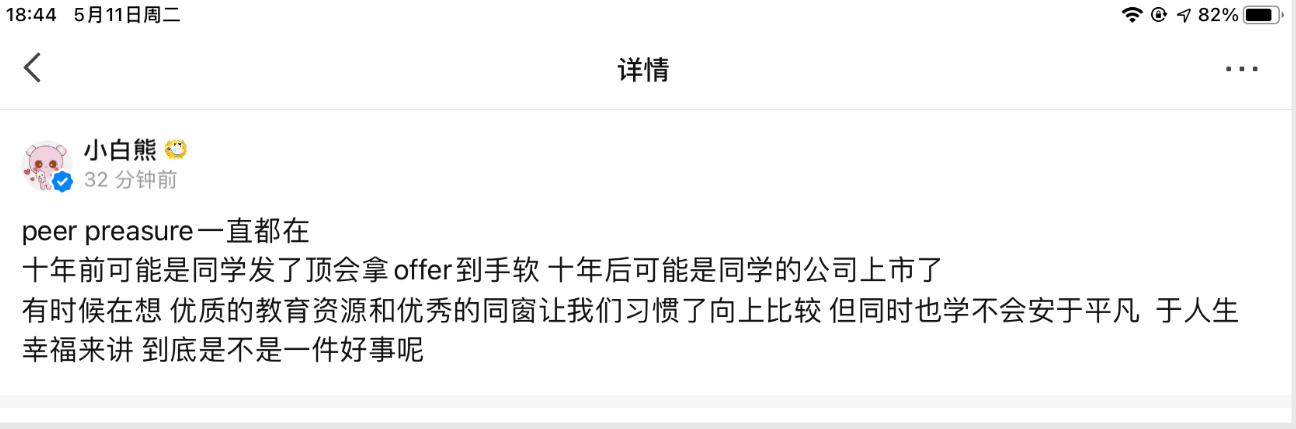 18:44 5月11日周二 82%
详情
小白熊
32 分钟前
peer preasure一直都在
十年前可能是同学发了顶会拿offer到手软 十年后可能是同学的公司上市了
有时候在想 优质的教育资源和优秀的同窗让我们习惯了向上比较 但同时也学不会安于平凡 于人生
幸福来讲 到底是不是一件好事呢